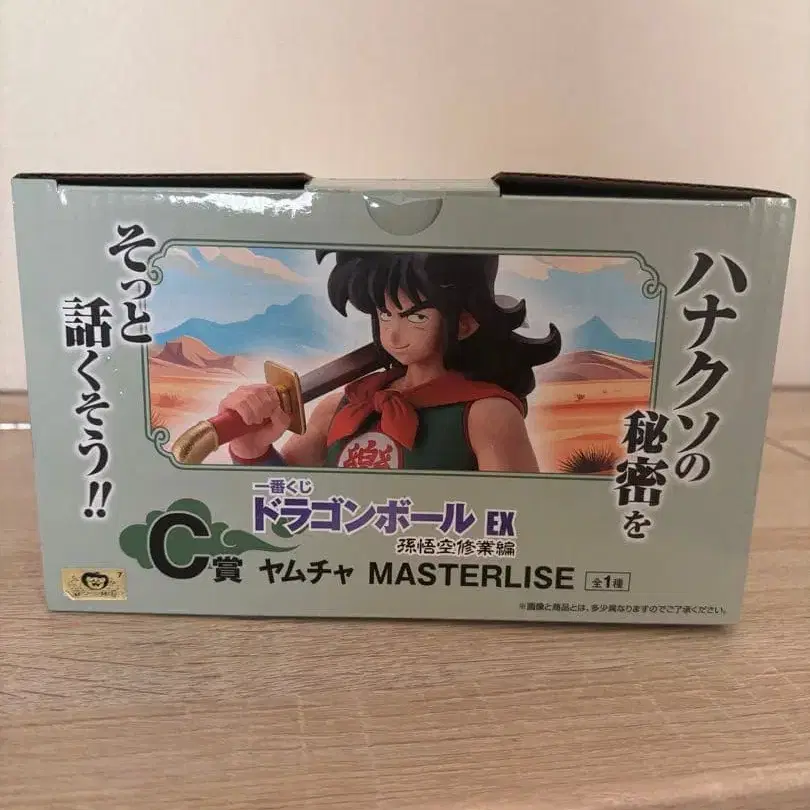 ハナクソの
秘密を
そっと
話くそう!!
樂
一番くじ
ドラゴンボール EX
孫悟空修業編
C賞 ヤムチャ MASTERLISE 全1種
※画像と商品とは、多少異なりますのでご了承ください。